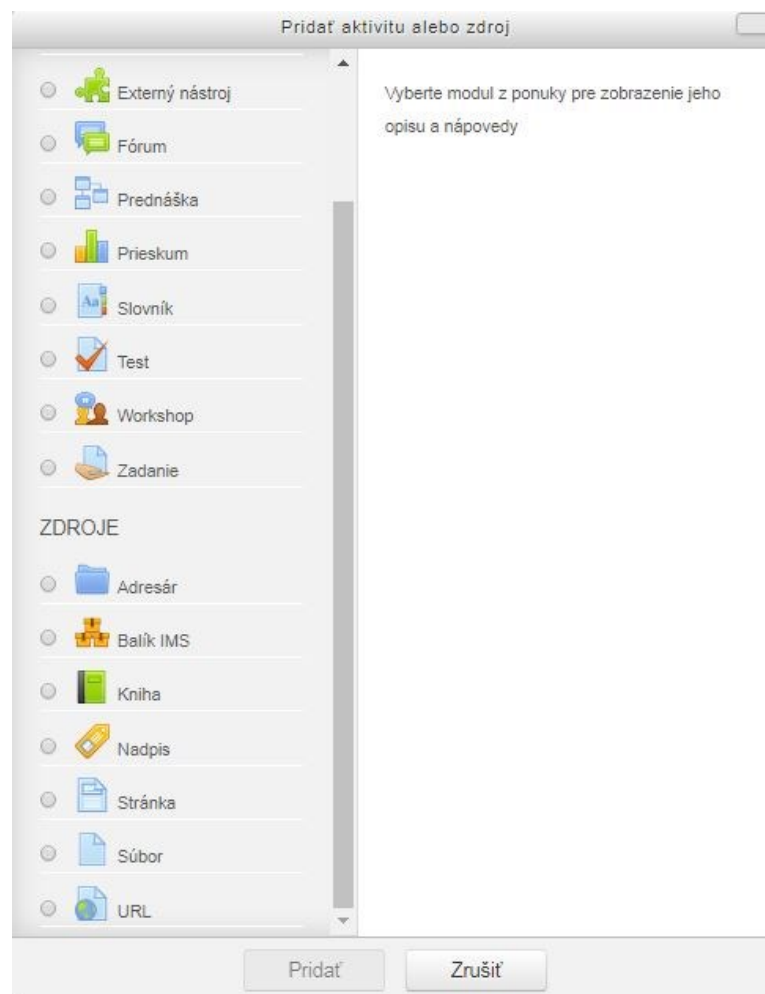 Pridať aktivitu alebo zdroj
Externý nástroj
Fórum
Prednáška
Prieskum
Aa
Slovník
Test
Workshop
Zadanie
ZDROJE
Adresár
Balík IMS
Kniha
Nadpis
Stránka
Súbor
URL
Vyberte modul z ponuky pre zobrazenie jeho
opisu a nápovedy
Pridať
Zrušiť